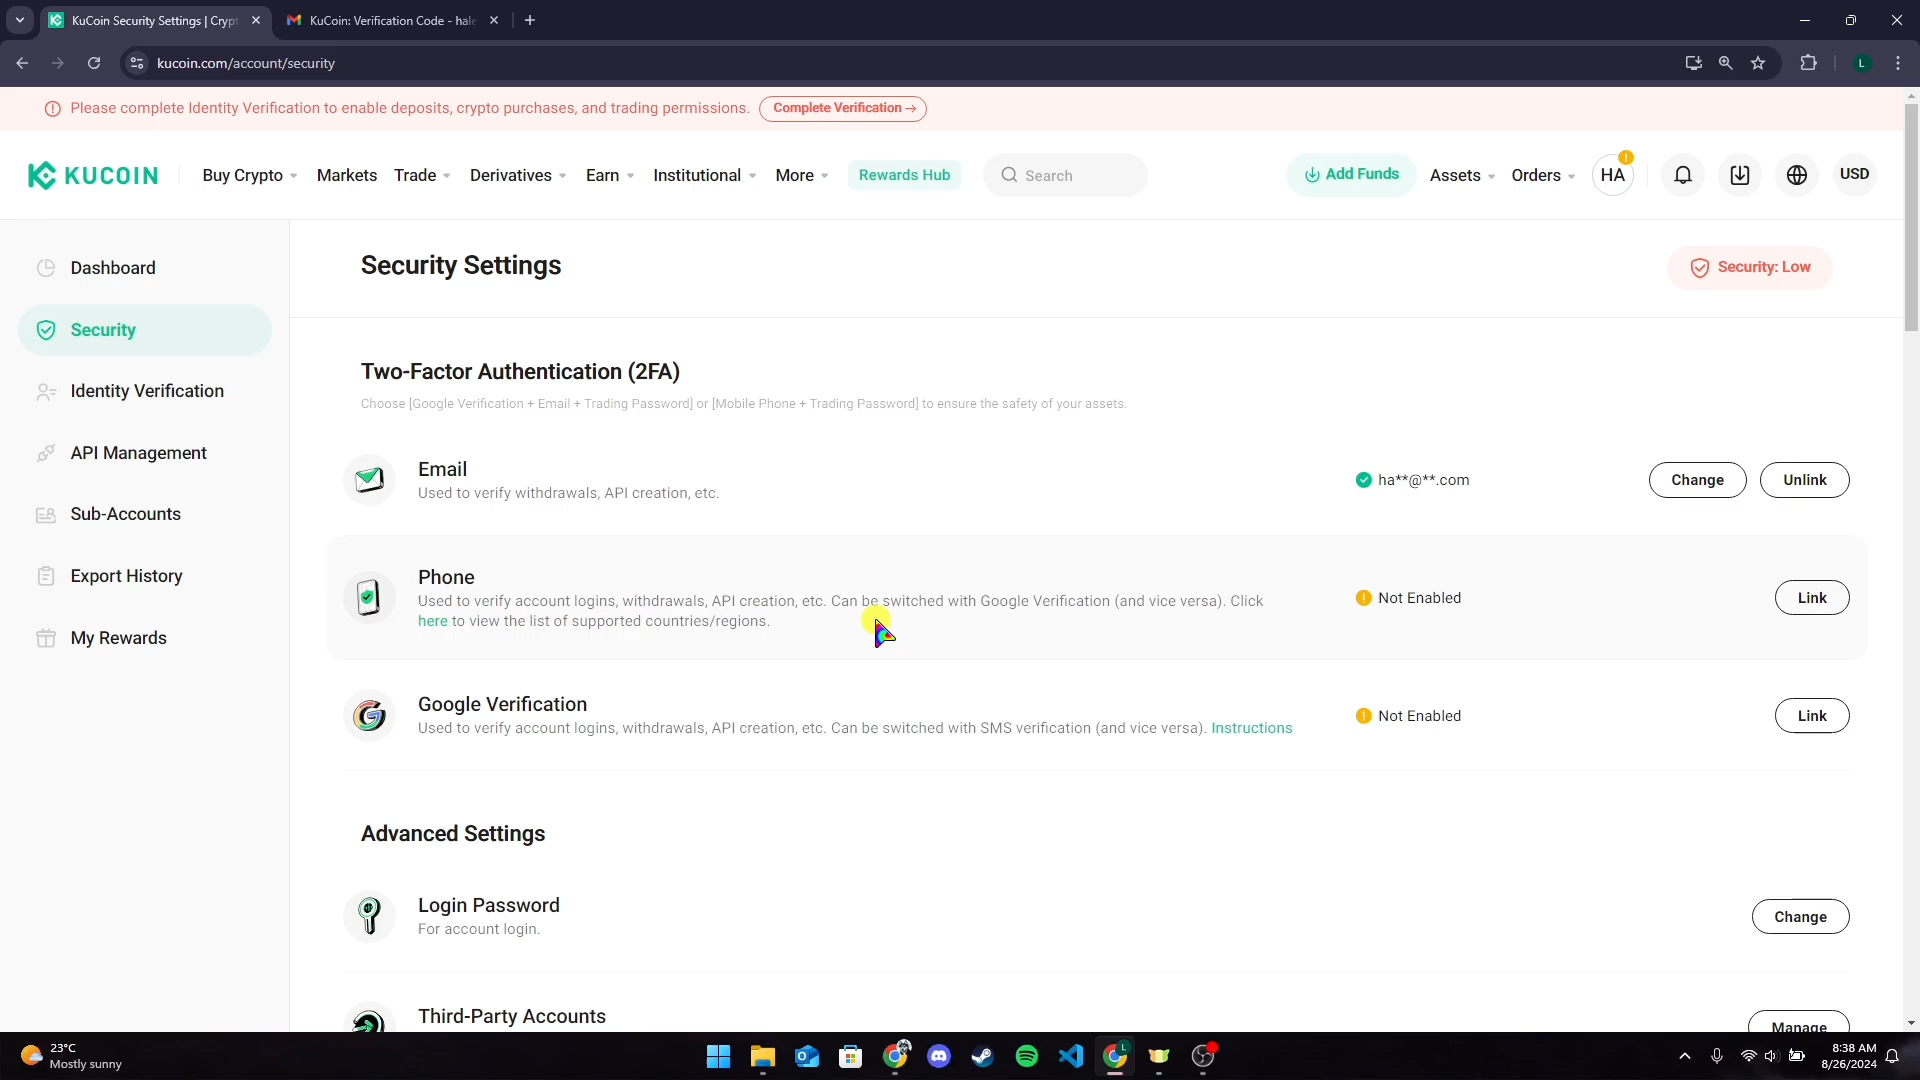 KuCoin Security Settings | Cryp
KuCoin: Verification Code - hale
kucoin.com/account/security
L
Please complete Identity Verification to enable deposits, crypto purchases, and trading permissions. Complete Verification →
KUCOIN
Buy Crypto
Markets
Trade
Derivatives
Earn
Institutional
More
Rewards Hub
Search
Add Funds
Assets
Orders
HA
USD
Dashboard
Security
Identity Verification
API Management
Sub-Accounts
Export History
My Rewards
Security Settings
Security: Low
Two-Factor Authentication (2FA)
Choose [Google Verification + Email + Trading Password] or [Mobile Phone + Trading Password] to ensure the safety of your assets.
Email
Used to verify withdrawals, API creation, etc.
ha**@**.com
Change
Unlink
Phone
Used to verify account logins, withdrawals, API creation, etc. Can be switched with Google Verification (and vice versa). Click
here to view the list of supported countries/regions.
Not Enabled
Link
Google Verification
Used to verify account logins, withdrawals, API creation, etc. Can be switched with SMS verification (and vice versa). Instructions
Not Enabled
Link
Advanced Settings
Login Password
For account login.
Change
Third-Party Accounts
Manage
23°C
Mostly sunny
8:38 AM
8/26/2024